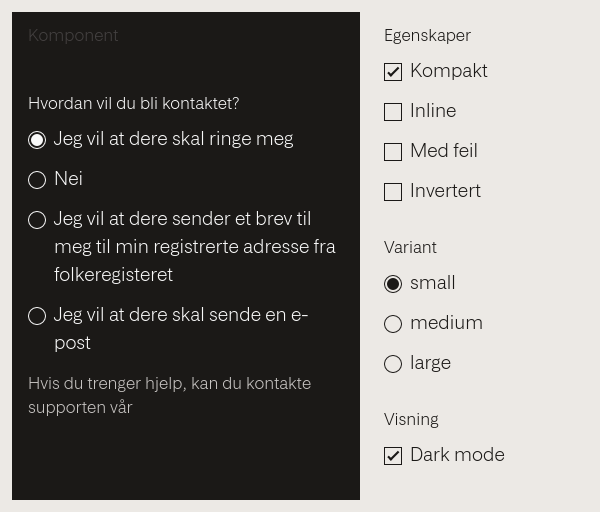 Komponent
Hvordan vil du bli kontaktet?
Jeg vil at dere skal ringe meg
Nei
Jeg vil at dere sender et brev til
meg til min registrerte adresse fra
folkeregisteret
Jeg vil at dere skal sende en e-
post
Hvis du trenger hjelp, kan du kontakte
supporten vår
Egenskaper
Kompakt
Inline
Med feil
Invertert
Variant
small
medium
large
Visning
Dark mode